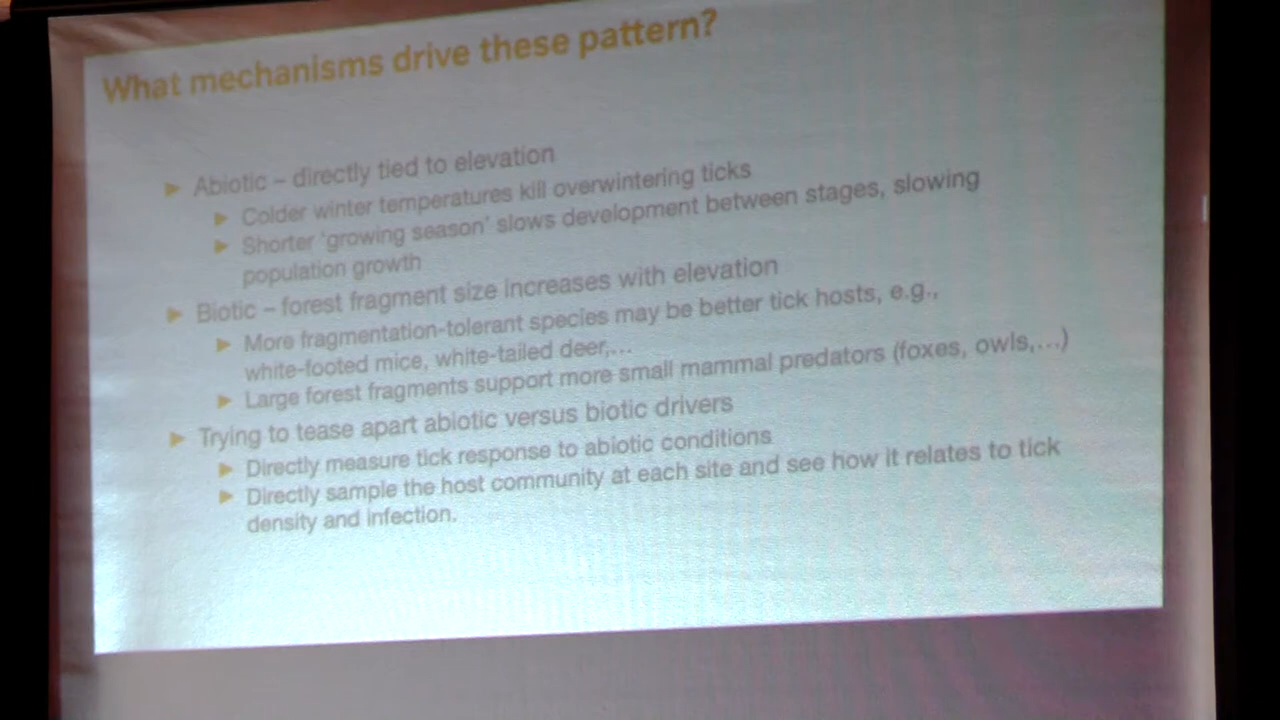 What mechanisms drive these pattern?
Abiotic – directly tied to elevation
Colder winter temperatures kill overwintering ticks
Shorter 'growing season' slows development between stages, slowing
population growth
Biotic – forest fragment size increases with elevation
More fragmentation-tolerant species may be better tick hosts, e.g.,
white-footed mice, white-tailed deer,...
Large forest fragments support more small mammal predators (foxes, owls,...)
Trying to tease apart abiotic versus biotic drivers
Directly measure tick response to abiotic conditions
Directly sample the host community at each site and see how it relates to tick
density and infection.